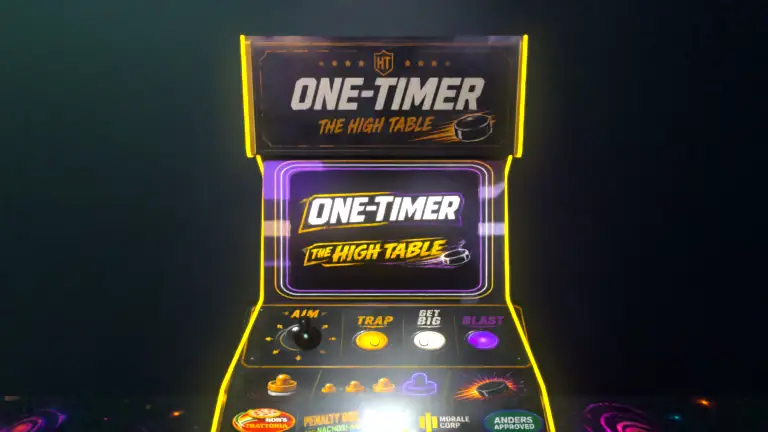 HT
ONE-TIMER
THE HIGH TABLE
ONE-TIMER
THE HIGH TABLE
AIM
TRAP
GET
BIG
BLAST
TRATTORIA
PENALTY BOX
NACHOS
MORALE
CORP
ANDERS
APPROVED